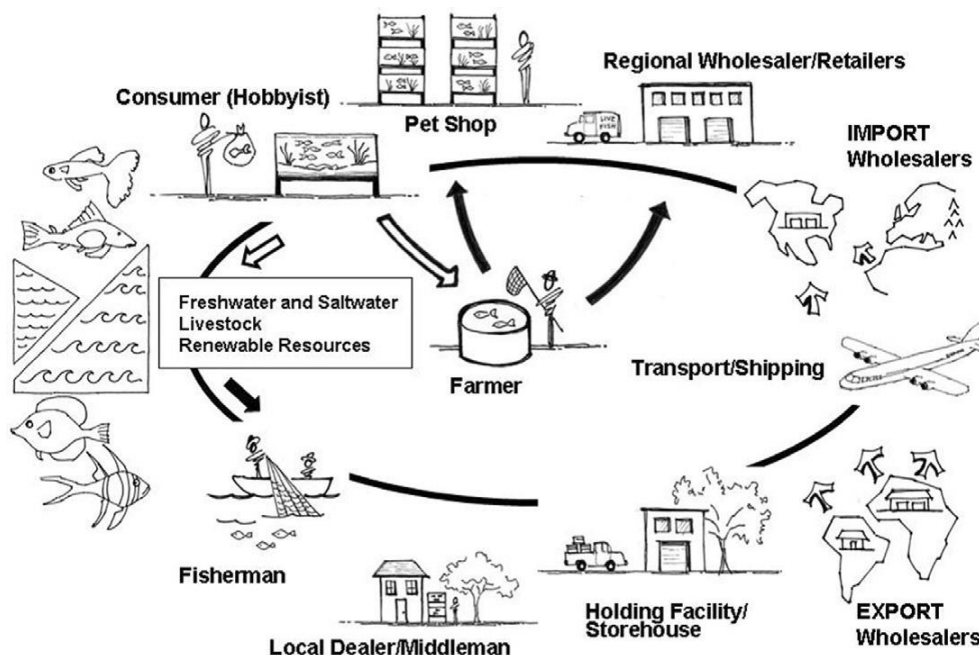 Pet Shop
Regional Wholesaler/Retailers
Consumer (Hobbyist)
LIVE
FISH
IMPORT
Wholesalers
Freshwater and Saltwater
Livestock
Renewable Resources
Farmer
Transport/Shipping
Fisherman
Local Dealer/Middleman
Holding Facility/
Storehouse
EXPORT
Wholesalers